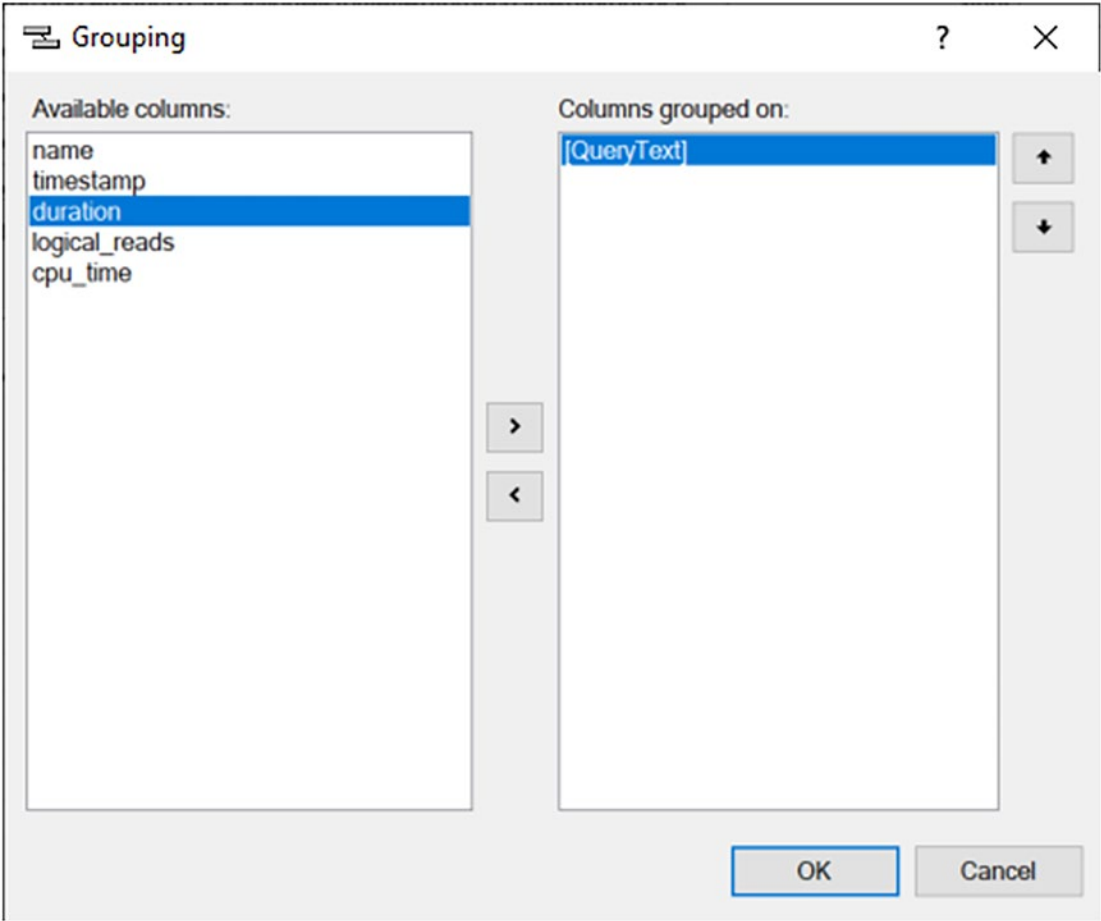 Grouping
?
Available columns:
name
timestamp
duration
logical_reads
cpu_time
>
<
Columns grouped on:
[QueryText]
OK
Cancel